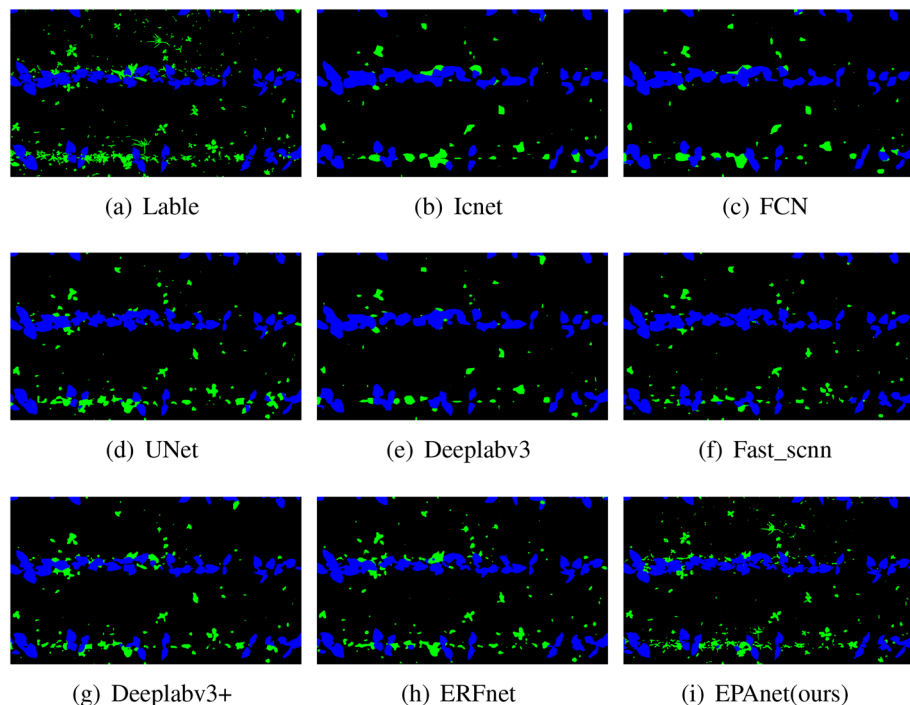 (a) Lable
(b) Icnet
(c) FCN
(d) UNet
(e) Deeplabv3
(f) Fast_scnn
(g) Deeplabv3+
(h) ERFnet
(i) EPAnet(ours)